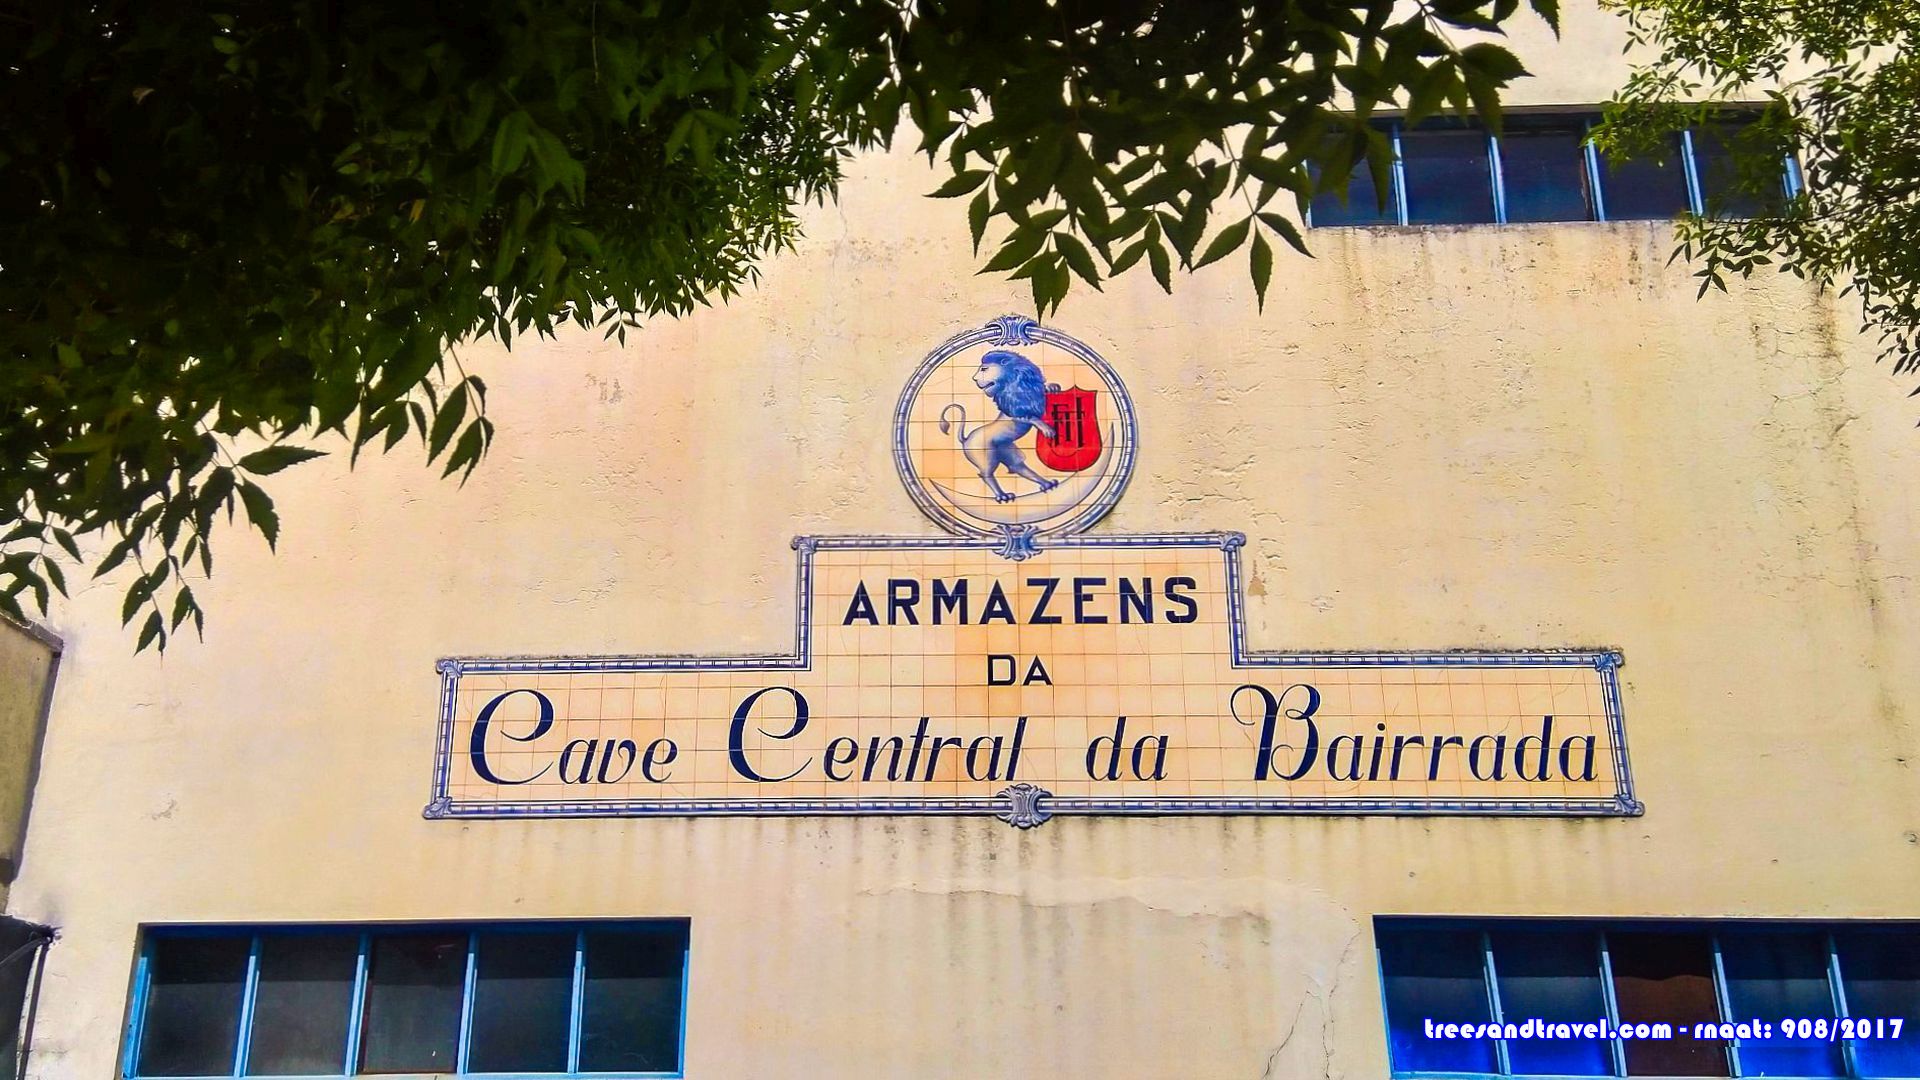 ARMAZENS
DA
Cave Central da Bairrada
treesandtravel.com - rnaat: 908/2017